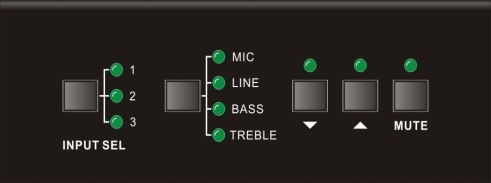 1
2
3
INPUT SEL
MIC
LINE
BASS
TREBLE
MUTE